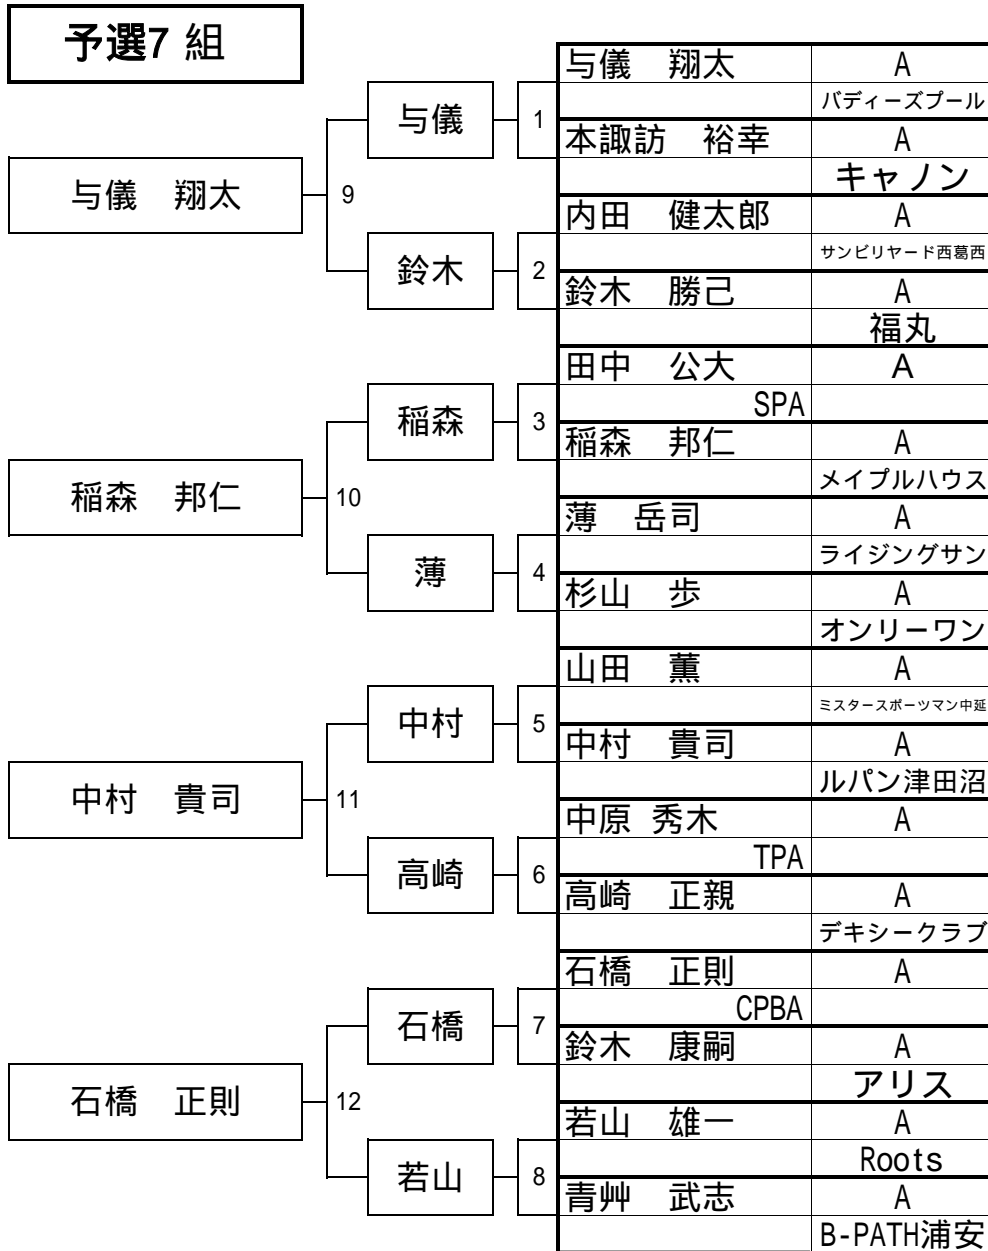 予選7 組
与儀　翔太 A
バディーズプール
与儀 1
本諏訪　裕幸 A
キャノン
与儀　翔太 9
内田　健太郎 A
サンビリヤード西葛西
鈴木 2
鈴木　勝己 A
福丸
田中　公大 A
SPA
稲森 3
稲森　邦仁 A
メイプルハウス
稲森　邦仁 10
薄　岳司 A
ライジングサン
薄 4
杉山　歩 A
オンリーワン
山田　薫 A
ミスタースポーツマン中延
中村 5
中村　貴司 A
ルパン津田沼
中村　貴司 11
中原 秀木 A
TPA
高崎 6
高崎　正親 A
デキシークラブ
石橋　正則 A
CPBA
石橋 7
鈴木　康嗣 A
アリス
石橋　正則 12
若山　雄一 A
Roots
若山 8
青艸　武志 A
B-PATH浦安